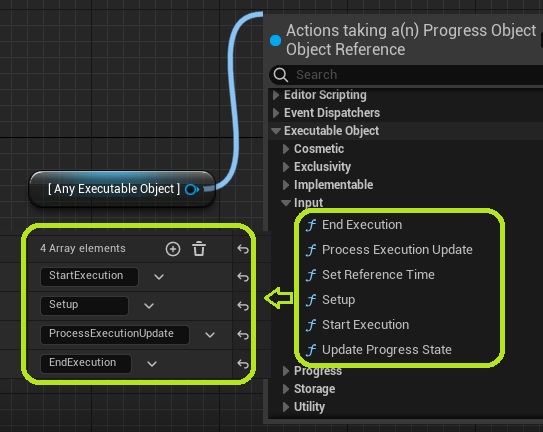 Actions taking a(n) Progress Object
Object Reference
Search
Editor Scripting
Event Dispatchers
Executable Object
Cosmetic
Exclusivity
Implementable
Input
End Execution
Process Execution Update
Set Reference Time
Setup
Start Execution
Update Progress State
Progress
Storage
Utility
[ Any Executable Object ]
4 Array elements
StartExecution
Setup
ProcessExecutionUpdate
EndExecution